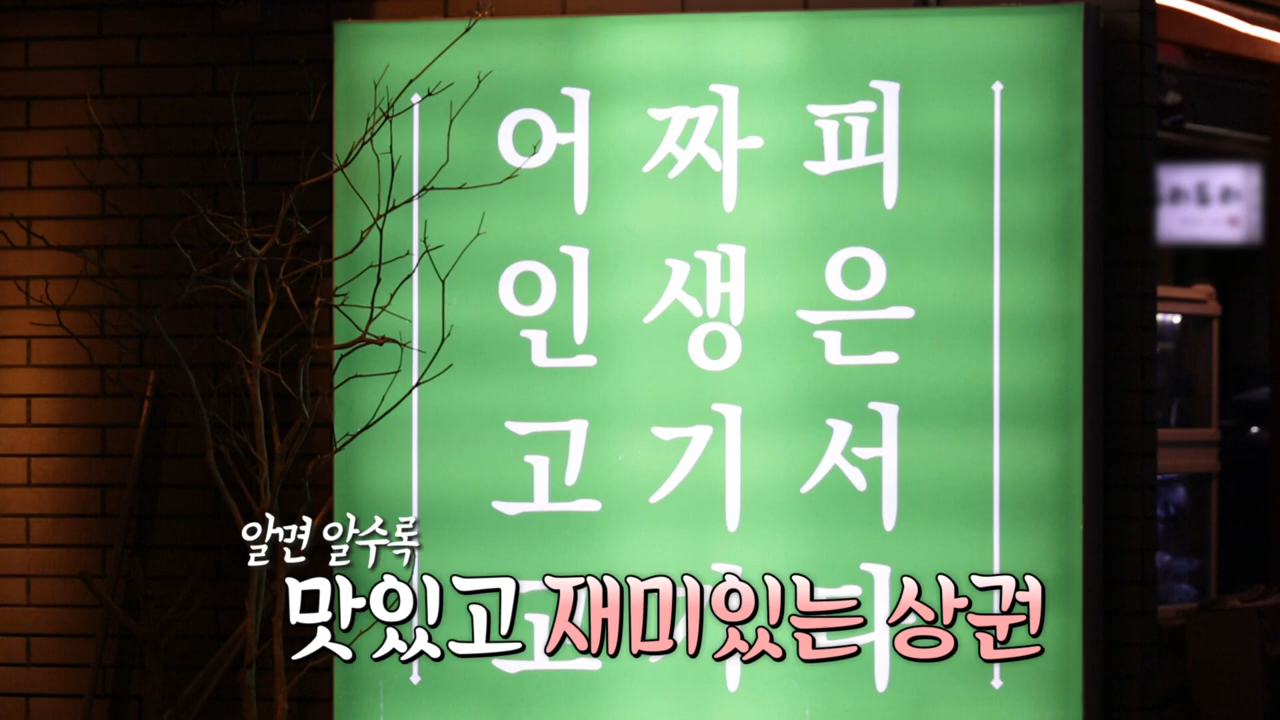 어짜피
인생은
고기서
알면 알수록
맛있고 재미있는 상권